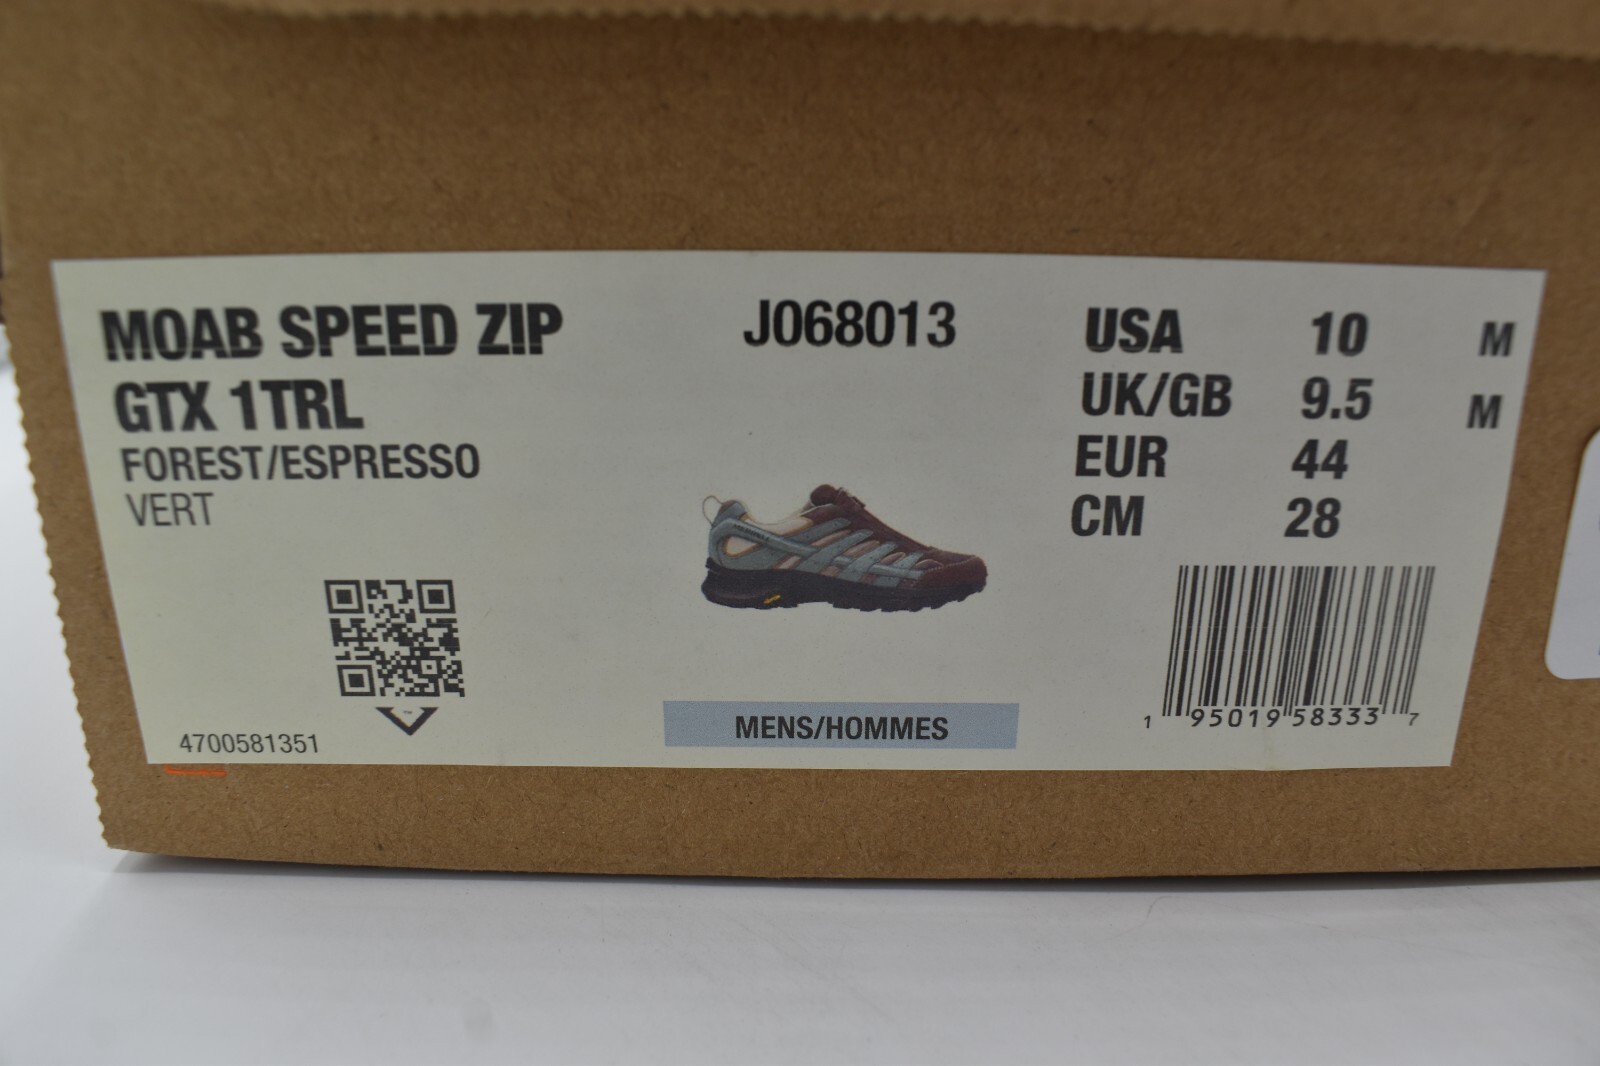 MOAB SPEED ZIP
GTX 1TRL
FOREST/ESPRESSO
VERT
J068013
USA 10 M
UK/GB 9.5 M
EUR 44
CM 28
MERRELL
MENS/HOMMES
4700581351
1 95019 58333 7